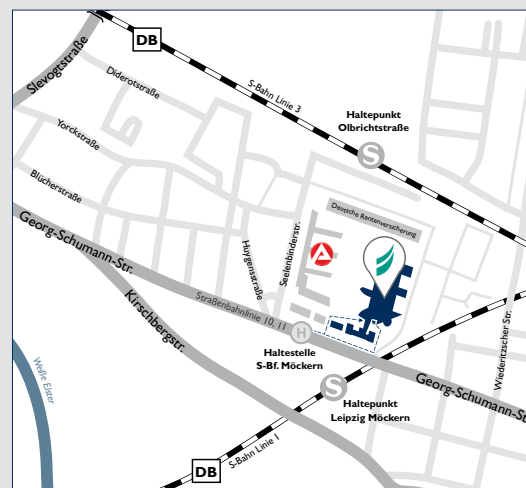 DB
Slevogtstraße
Diderotstraße
S-Bahn Linie 3
Haltepunkt
Olbrichtstraße
S
Yorckstraße
Blücherstraße
Deutsche Rentenversicherung
Georg-Schumann-Str.
Huygensstraße
Seelenbinderstr.
A
Straßenbahnlinie 10, 11
H
Kirschbergstr.
Haltestelle
S-Bf. Möckern
Wiederitzscher Str.
Weiße Elster
S
Georg-Schumann-St
Haltepunkt
Leipzig Möckern
S-Bahn Linie 1
DB